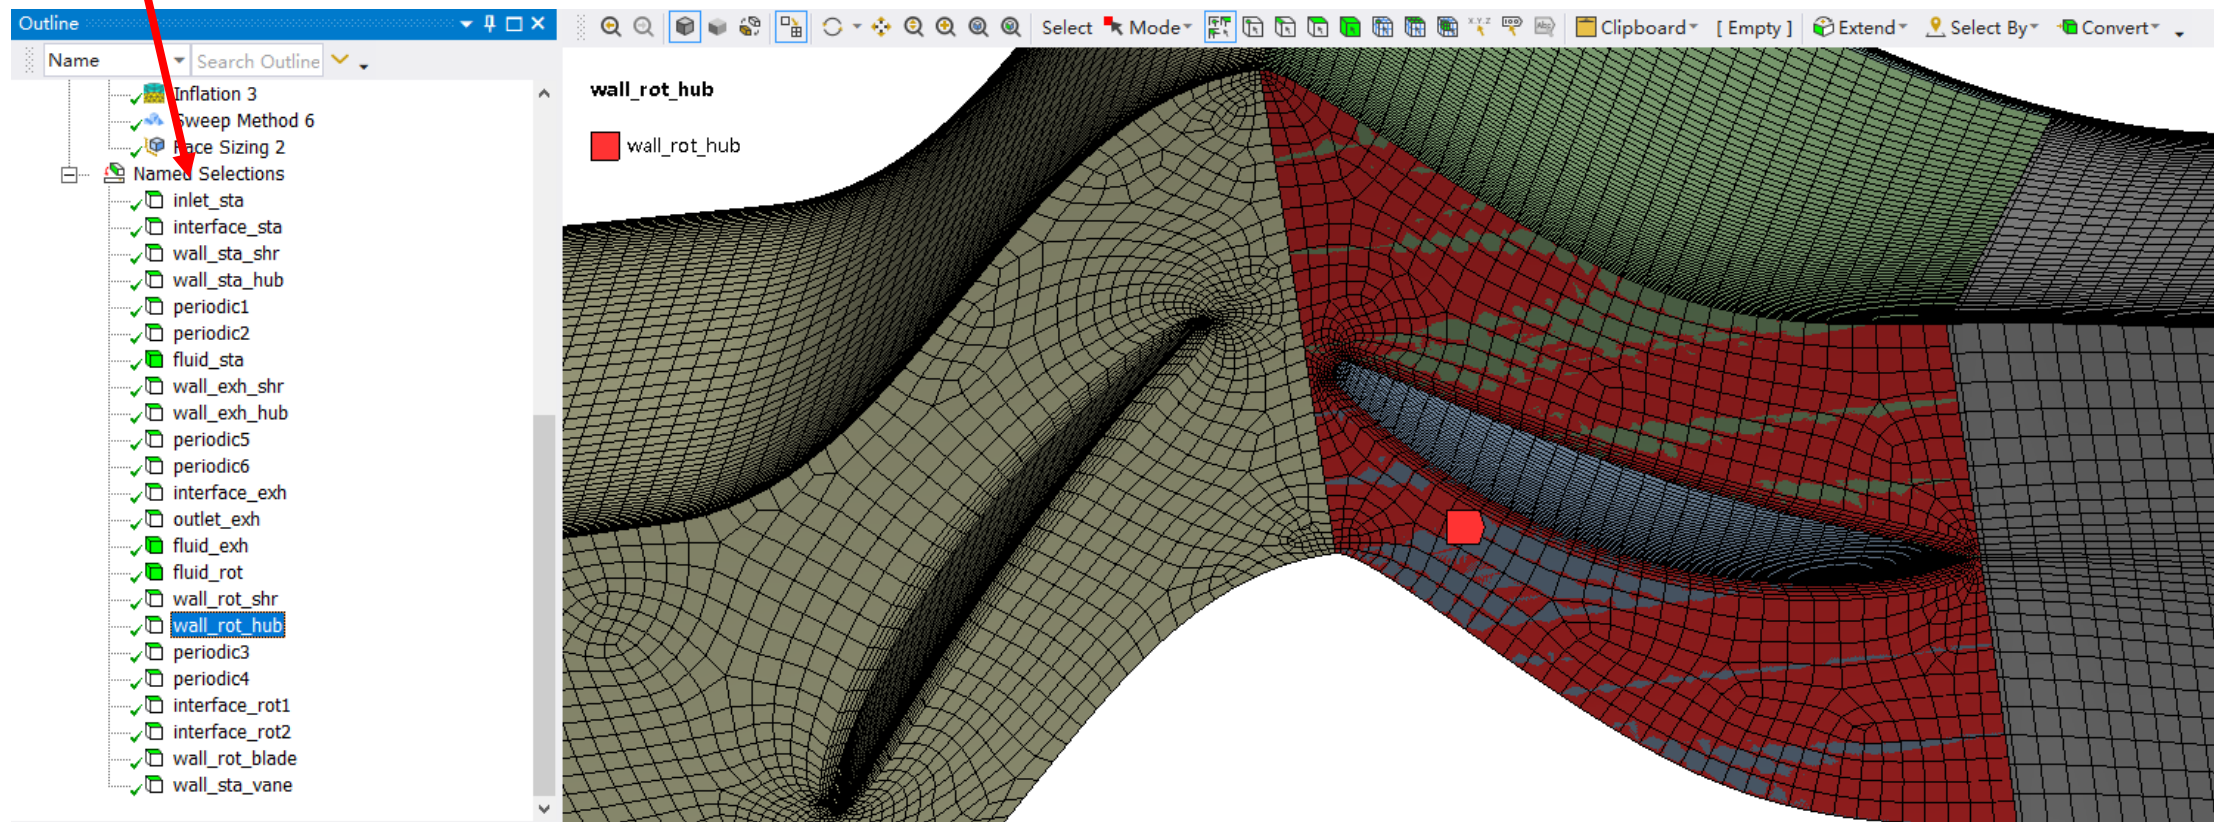 Outline
Name
Search Outline
Inflation 3
Sweep Method 6
Face Sizing 2
Named Selections
inlet_sta
interface_sta
wall_sta_shr
wall_sta_hub
periodic1
periodic2
fluid_sta
wall_exh_shr
wall_exh_hub
periodic5
periodic6
interface_exh
outlet_exh
fluid_exh
fluid_rot
wall_rot_shr
wall_rot_hub
periodic3
periodic4
interface_rot1
interface_rot2
wall_rot_blade
wall_sta_vane
Select Mode Clipboard [ Empty ] Extend Select By Convert
wall_rot_hub
wall_rot_hub